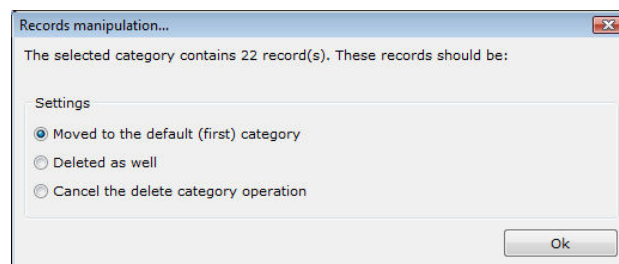 Records manipulation...
The selected category contains 22 record(s). These records should be:
Settings
Moved to the default (first) category
Deleted as well
Cancel the delete category operation
Ok